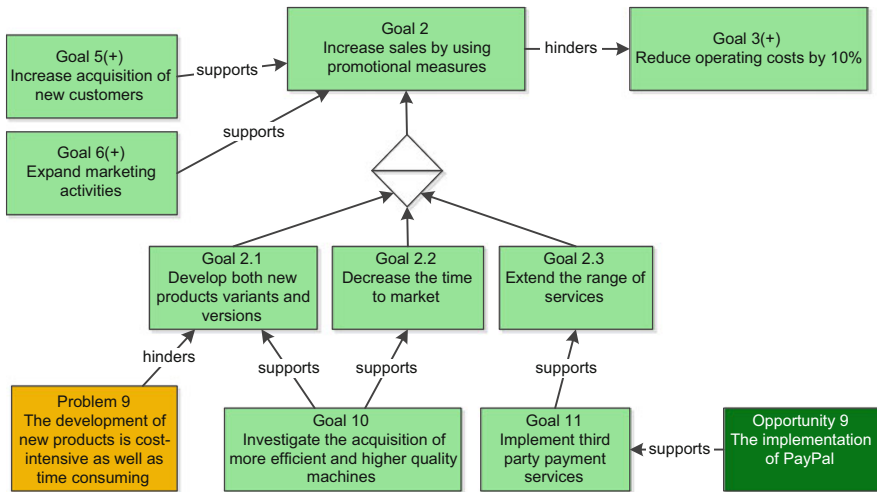 Goal 5(+)
Increase acquisition of
new customers
supports
Goal 2
Increase sales by using
promotional measures
hinders
Goal 3(+)
Reduce operating costs by 10%
Goal 6(+)
Expand marketing
activities
supports
Goal 2.1
Develop both new
products variants and
versions
Goal 2.2
Decrease the time
to market
Goal 2.3
Extend the range of
services
hinders
supports
supports
supports
Problem 9
The development of
new products is cost-
intensive as well as
time consuming
Goal 10
Investigate the acquisition of
more efficient and higher quality
machines
Goal 11
Implement third
party payment
services
supports
Opportunity 9
The implementation
of PayPal